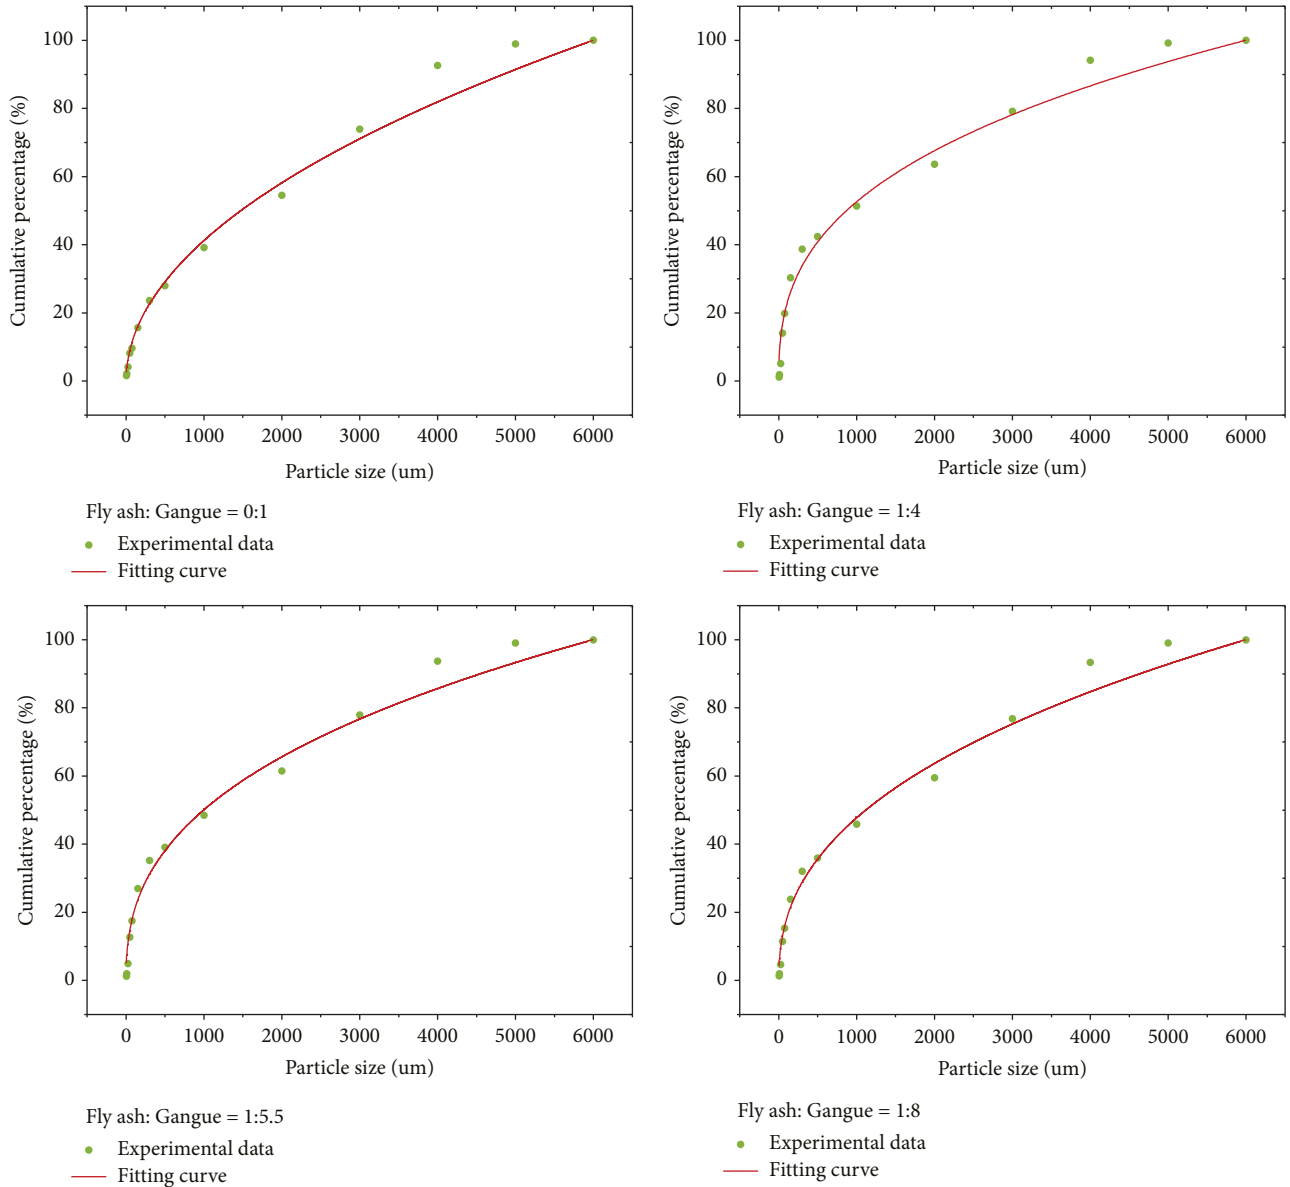 100
80
60
40
20
0
Cumulative percentage (%)
0 1000 2000 3000 4000 5000 6000
Particle size (um)
Fly ash: Gangue = 0:1
Experimental data
Fitting curve
100
80
60
40
20
0
Cumulative percentage (%)
0 1000 2000 3000 4000 5000 6000
Particle size (um)
Fly ash: Gangue = 1:4
Experimental data
Fitting curve
100
80
60
40
20
0
Cumulative percentage (%)
0 1000 2000 3000 4000 5000 6000
Particle size (um)
Fly ash: Gangue = 1:5.5
Experimental data
Fitting curve
100
80
60
40
20
0
Cumulative percentage (%)
0 1000 2000 3000 4000 5000 6000
Particle size (um)
Fly ash: Gangue = 1:8
Experimental data
Fitting curve